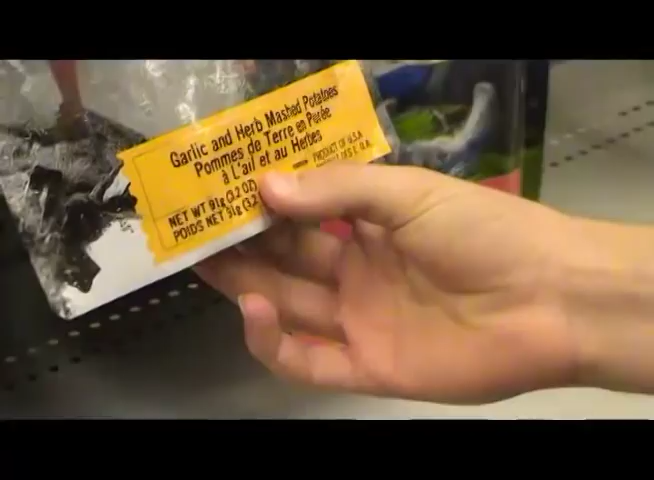 Garlic and Herb Mashed Potatoes
Pommes de Terre en Purée
à L'ail et au Herbes
PRODUCT OF U.S.A.
NET WT 91g (3.2 OZ)
POIDS NET 91g (3.2